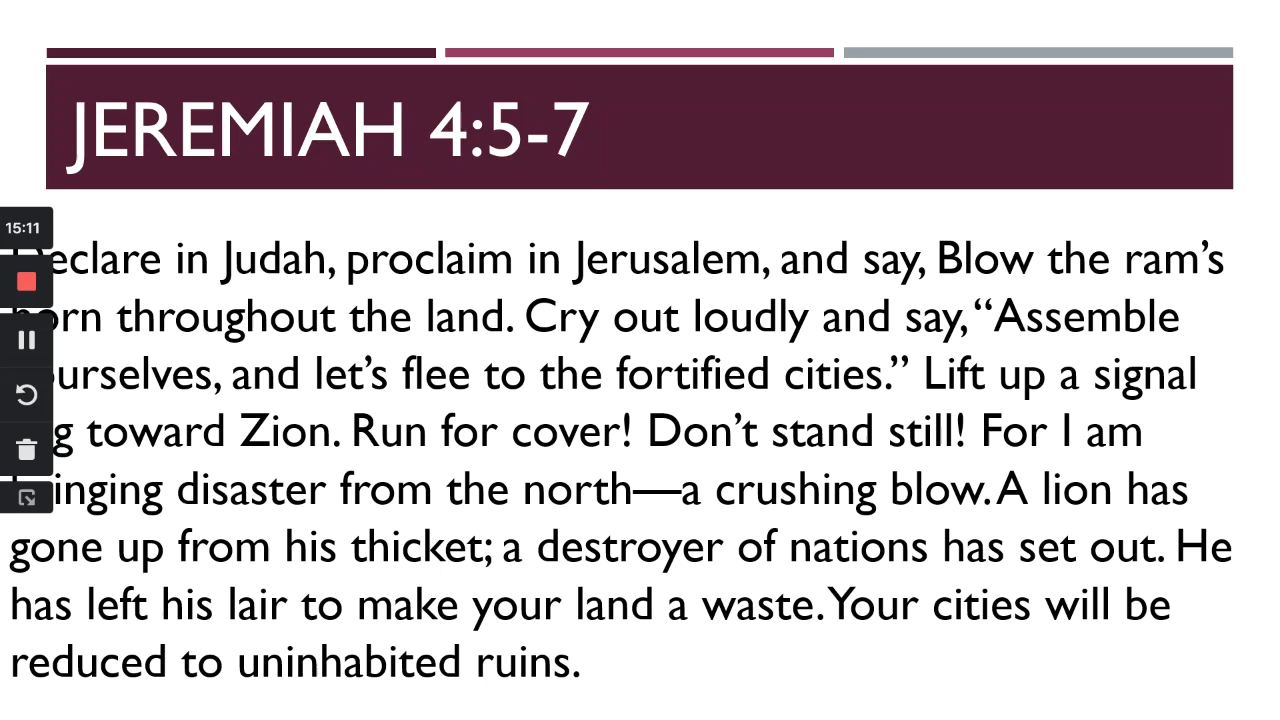 JEREMIAH 4:5-7
15:11
Declare in Judah, proclaim in Jerusalem, and say, Blow the ram’s
horn throughout the land. Cry out loudly and say, “Assemble
yourselves, and let’s flee to the fortified cities.” Lift up a signal
toward Zion. Run for cover! Don’t stand still! For I am
bringing disaster from the north—a crushing blow. A lion has
gone up from his thicket; a destroyer of nations has set out. He
has left his lair to make your land a waste. Your cities will be
reduced to uninhabited ruins.